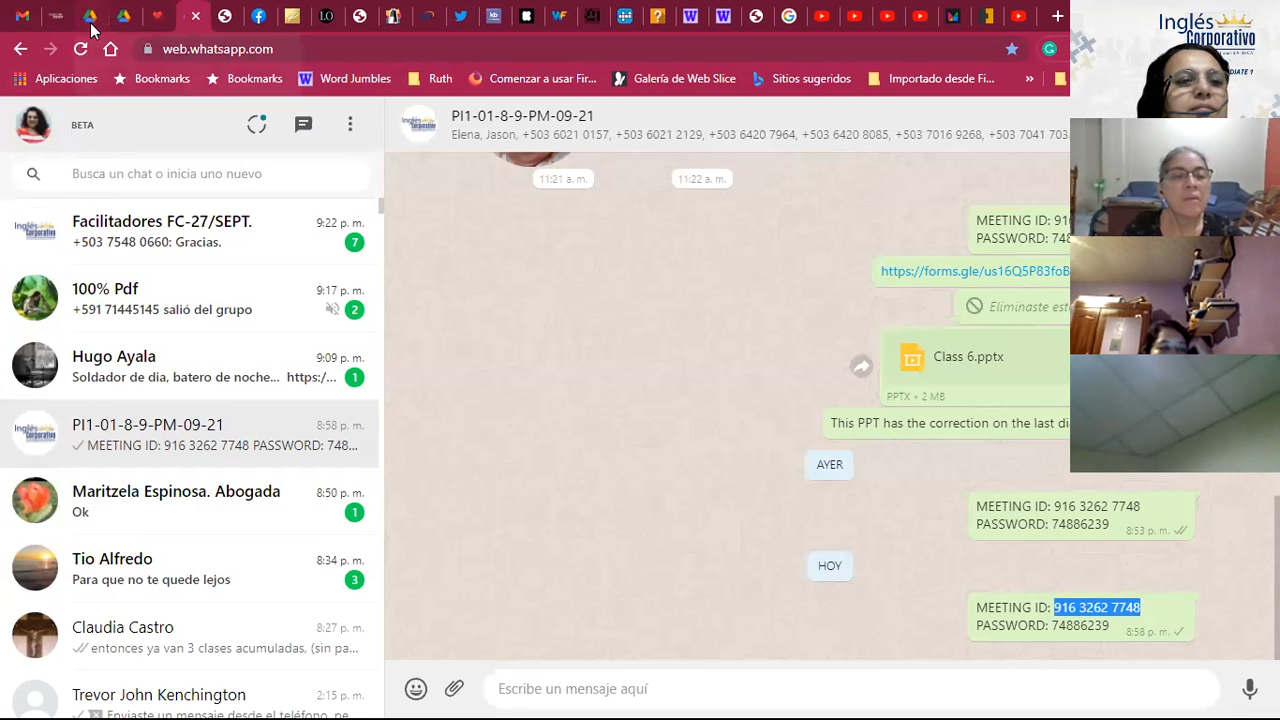 web.whatsapp.com
Aplicaciones
Bookmarks
Bookmarks
Word Jumbles
Ruth
Comenzar a usar Fir...
Galería de Web Slice
Sitios sugeridos
Importado desde Fi...
»
Inglés
Corporativo
DIATE 1
BETA
PI1-01-8-9-PM-09-21
Elena, Jason, +503 6021 0157, +503 6021 2129, +503 6420 7964, +503 6420 8085, +503 7016 9268, +503 7041 703
Busca un chat o inicia uno nuevo
Facilitadores FC-27/SEPT.
9:22 p. m.
+503 7548 0660: Gracias.
7
100% Pdf
9:17 p. m.
+591 71445145 salió del grupo
2
Hugo Ayala
9:09 p. m.
Soldador de dia, batero de noche... https:/...
1
PI1-01-8-9-PM-09-21
8:58 p. m.
MEETING ID: 916 3262 7748 PASSWORD: 748...
Maritzela Espinosa. Abogada
8:50 p. m.
Ok
1
Tio Alfredo
8:34 p. m.
Para que no te quede lejos
3
Claudia Castro
8:27 p. m.
entonces ya van 3 clases acumuladas, (sin pa...
Trevor John Kenchington
2:15 p. m.
Enviaste un mensaje desde el teléfono, pe
11:21 a. m.
11:22 a. m.
MEETING ID: 916
PASSWORD: 748
https://forms.gle/us16Q5P83foB
Eliminaste est
Class 6.pptx
PPTX • 2 MB
This PPT has the correction on the last di
AYER
MEETING ID: 916 3262 7748
PASSWORD: 74886239
8:53 p. m.
HOY
MEETING ID: 916 3262 7748
PASSWORD: 74886239
8:58 p. m.
Escribe un mensaje aquí